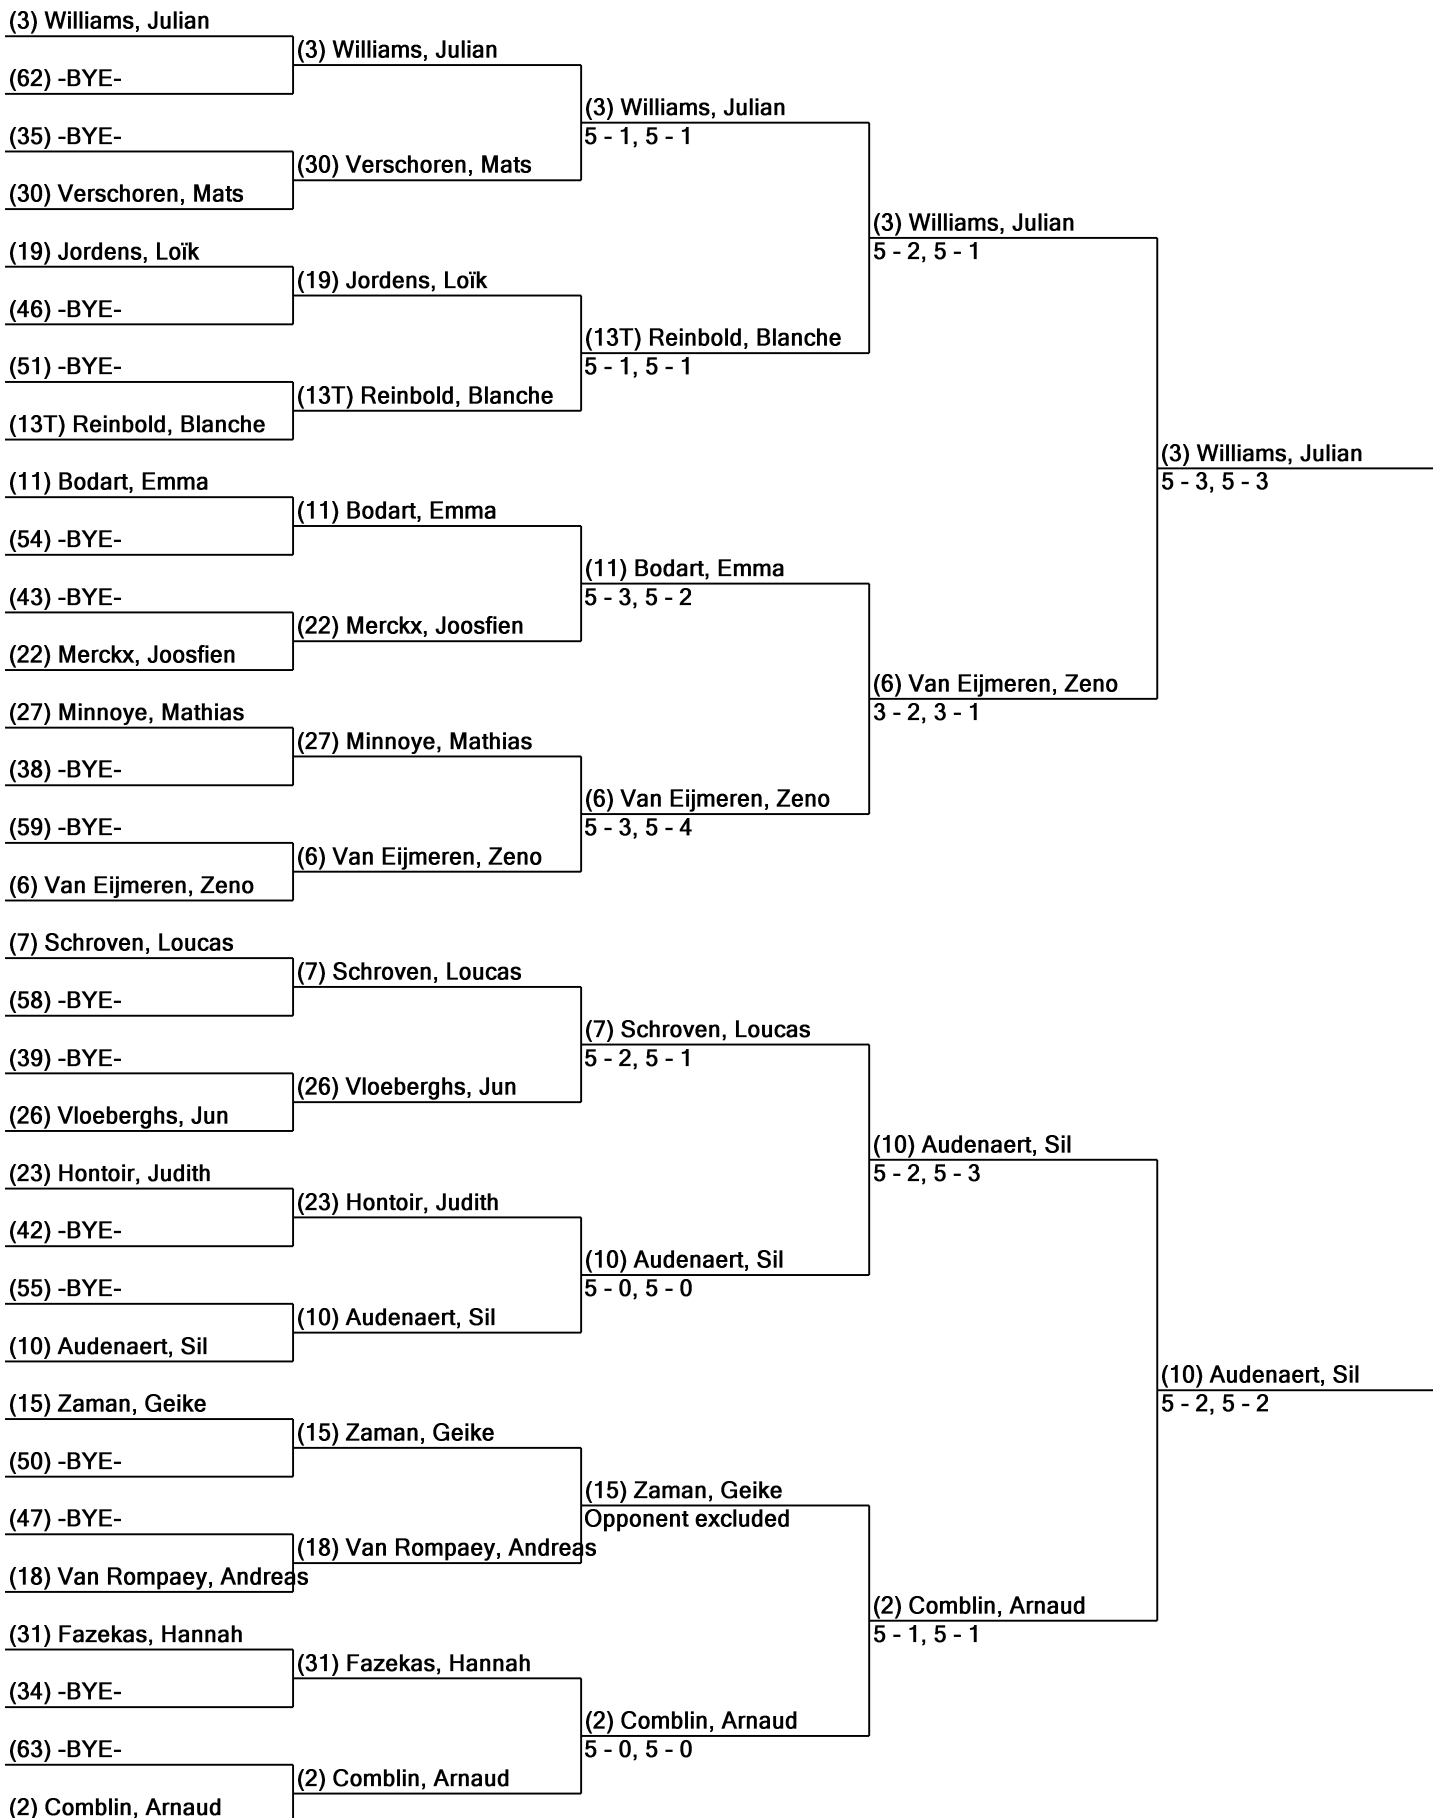 (3) Williams, Julian
(62) -BYE-
(35) -BYE-
(30) Verschoren, Mats
(19) Jordens, Loïk
(46) -BYE-
(51) -BYE-
(13T) Reinbold, Blanche
(11) Bodart, Emma
(54) -BYE-
(43) -BYE-
(22) Merckx, Joosfien
(27) Minnoye, Mathias
(38) -BYE-
(59) -BYE-
(6) Van Eijmeren, Zeno
(7) Schroven, Loucas
(58) -BYE-
(39) -BYE-
(26) Vloeberghs, Jun
(23) Hontoir, Judith
(42) -BYE-
(55) -BYE-
(10) Audenaert, Sil
(15) Zaman, Geike
(50) -BYE-
(47) -BYE-
(18) Van Rompaey, Andreas
(31) Fazekas, Hannah
(34) -BYE-
(63) -BYE-
(2) Comblin, Arnaud
(3) Williams, Julian
(30) Verschoren, Mats
(19) Jordens, Loïk
(13T) Reinbold, Blanche
(11) Bodart, Emma
(22) Merckx, Joosfien
(27) Minnoye, Mathias
(6) Van Eijmeren, Zeno
(7) Schroven, Loucas
(26) Vloeberghs, Jun
(23) Hontoir, Judith
(10) Audenaert, Sil
(15) Zaman, Geike
(18) Van Rompaey, Andreas
(31) Fazekas, Hannah
(2) Comblin, Arnaud
(3) Williams, Julian
5 - 1, 5 - 1
(13T) Reinbold, Blanche
5 - 1, 5 - 1
(11) Bodart, Emma
5 - 3, 5 - 2
(6) Van Eijmeren, Zeno
5 - 3, 5 - 4
(7) Schroven, Loucas
5 - 2, 5 - 1
(10) Audenaert, Sil
5 - 0, 5 - 0
(15) Zaman, Geike
Opponent excluded
(2) Comblin, Arnaud
5 - 0, 5 - 0
(3) Williams, Julian
5 - 2, 5 - 1
(6) Van Eijmeren, Zeno
3 - 2, 3 - 1
(10) Audenaert, Sil
5 - 2, 5 - 3
(2) Comblin, Arnaud
5 - 1, 5 - 1
(3) Williams, Julian
5 - 3, 5 - 3
(10) Audenaert, Sil
5 - 2, 5 - 2